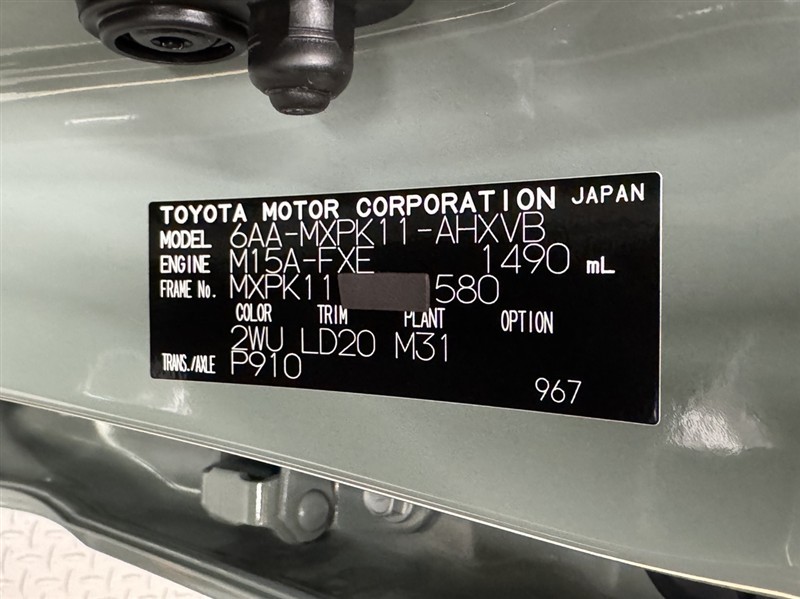 TOYOTA MOTOR CORPORATION JAPAN
MODEL 6AA-MXPK11-AHXVB
ENGINE M15A-FXE 1490 mL
FRAME No. MXPK11 580
COLOR TRIM PLANT OPTION
2WU LD20 M31
TRANS./AXLE P910
967